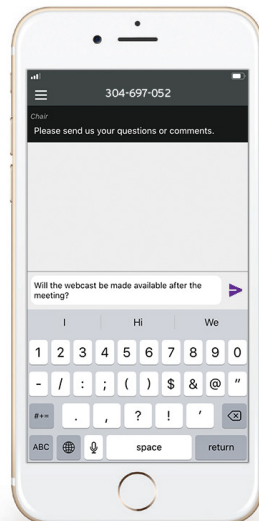 304-697-052
Chair
Please send us your questions or comments.
Will the webcast be made available after the
meeting?
I Hi We
1 2 3 4 5 6 7 8 9 0
- / : ; ( ) $ & @ "
#+= . , ? ! '
ABC space return